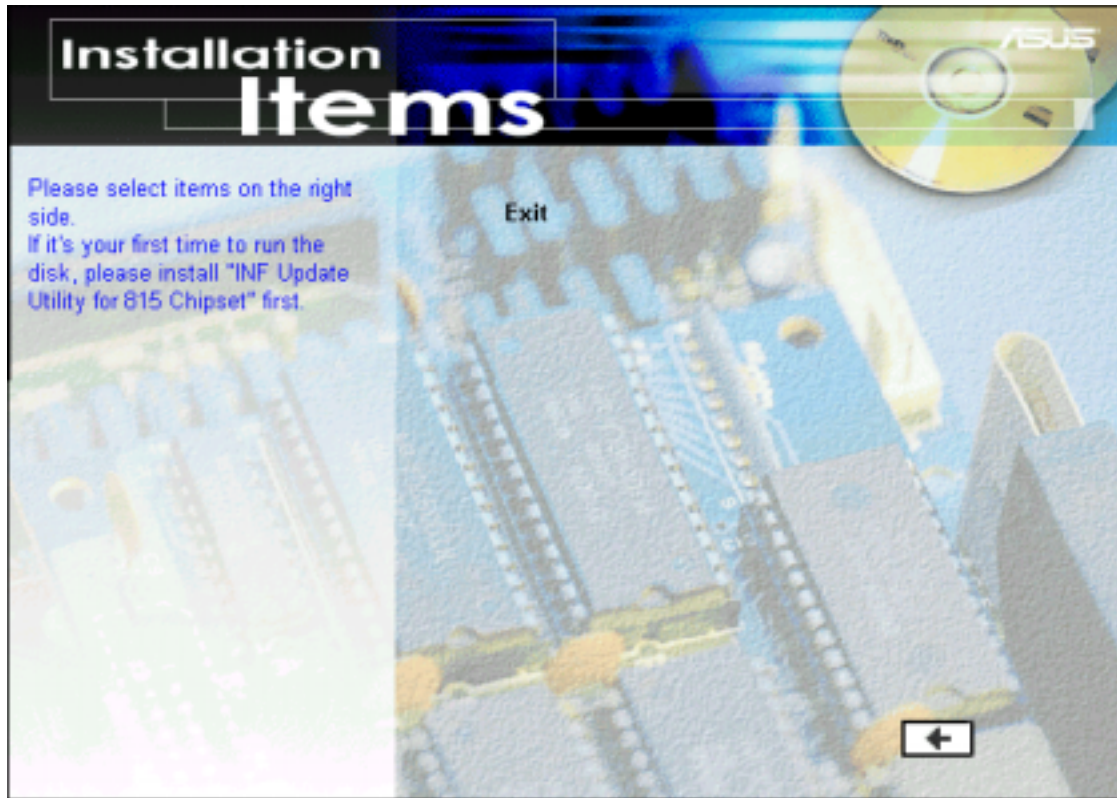 Installation
Items
ASUS
Please select items on the right
side.
If it's your first time to run the
disk, please install "INF Update
Utility for 815 Chipset" first.
Exit